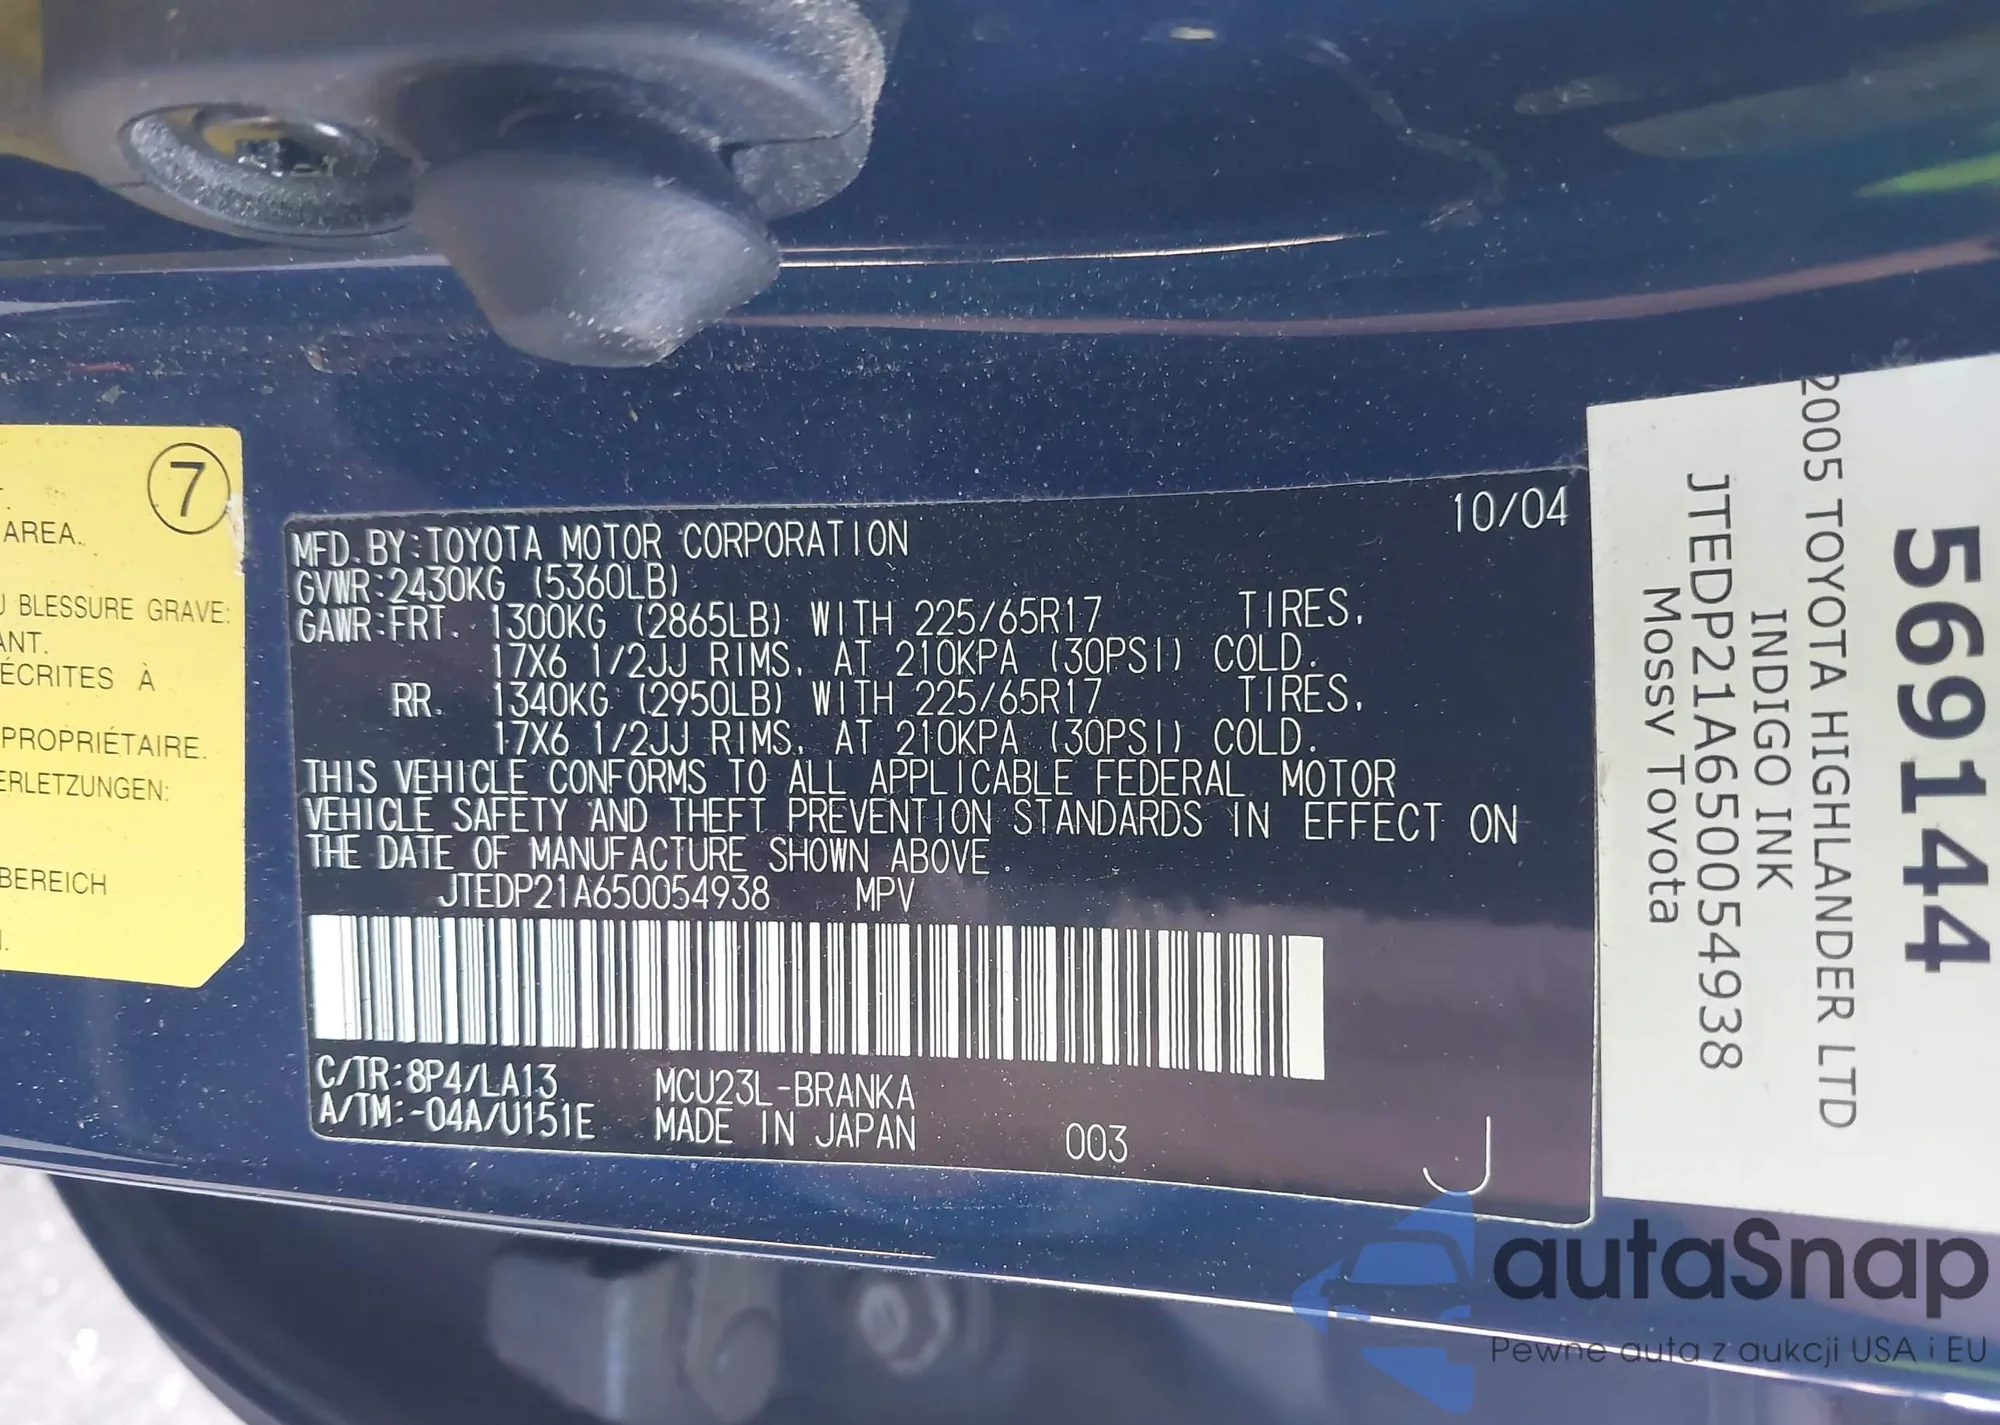 7
AREA.
BLESSURE GRAVE:
ÉCRITES À
PROPRIÉTAIRE.
BEREICH
10/04
MFD. BY:TOYOTA MOTOR CORPORATION
GVWR:2430KG (5360LB)
GAWR:FRT. 1300KG (2865LB) WITH 225/65R17 TIRES,
17X6 1/2JJ RIMS, AT 210KPA (30PSI) COLD.
RR. 1340KG (2950LB) WITH 225/65R17 TIRES,
17X6 1/2JJ RIMS, AT 210KPA (30PSI) COLD.
THIS VEHICLE CONFORMS TO ALL APPLICABLE FEDERAL MOTOR
VEHICLE SAFETY AND THEFT PREVENTION STANDARDS IN EFFECT ON
THE DATE OF MANUFACTURE SHOWN ABOVE.
JTEDP21A650054938 MPV
C/TR:8P4/LA13 MCU23L-BRANKA
A/TM:-04A/U151E MADE IN JAPAN 003
J
569144
2005 TOYOTA HIGHLANDER LTD
INDIGO INK
JTEDP21A650054938
Mossy Toyota
autaSnap
Pewne auta z aukcji USA i EU